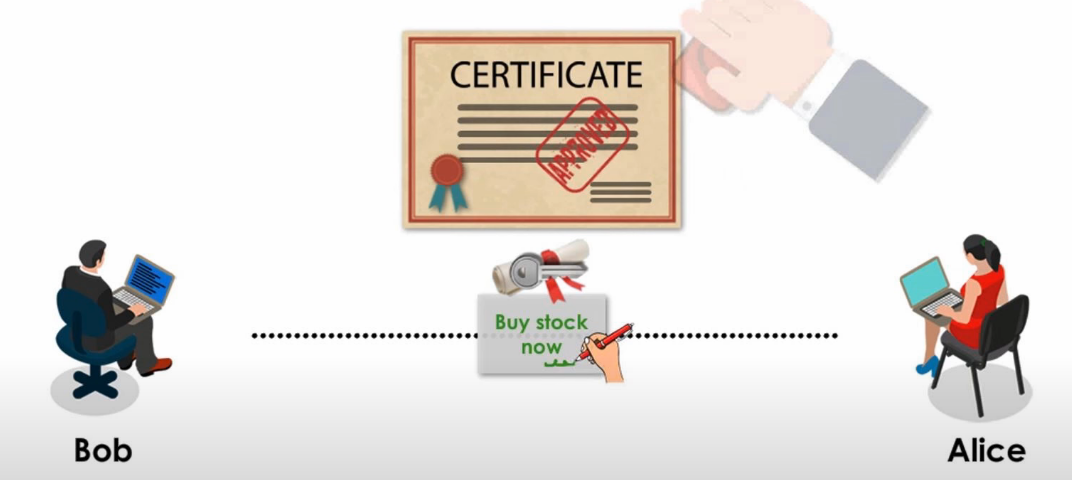 CERTIFICATE
APPROVED
Buy stock
now
Bob
Alice